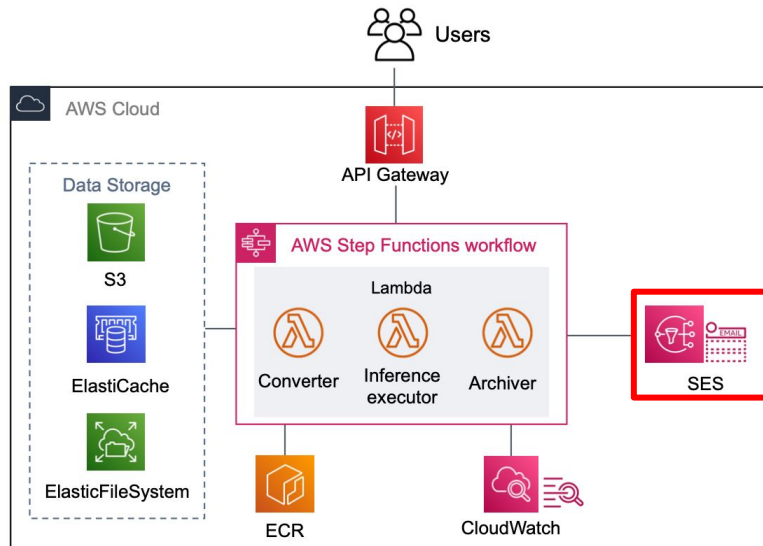 Users
AWS Cloud
API Gateway
Data Storage
S3
ElastiCache
ElasticFileSystem
AWS Step Functions workflow
Lambda
Converter
Inference
executor
Archiver
EMAIL
SES
ECR
CloudWatch